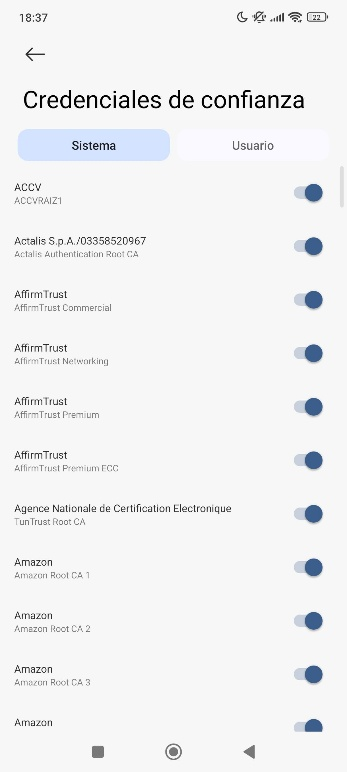 18:37
22
Credenciales de confianza
Sistema
Usuario
ACCV
ACCVRAIZ1
Actalis S.p.A./03358520967
Actalis Authentication Root CA
AffirmTrust
AffirmTrust Commercial
AffirmTrust
AffirmTrust Networking
AffirmTrust
AffirmTrust Premium
AffirmTrust
AffirmTrust Premium ECC
Agence Nationale de Certification Electronique
TunTrust Root CA
Amazon
Amazon Root CA 1
Amazon
Amazon Root CA 2
Amazon
Amazon Root CA 3
Amazon